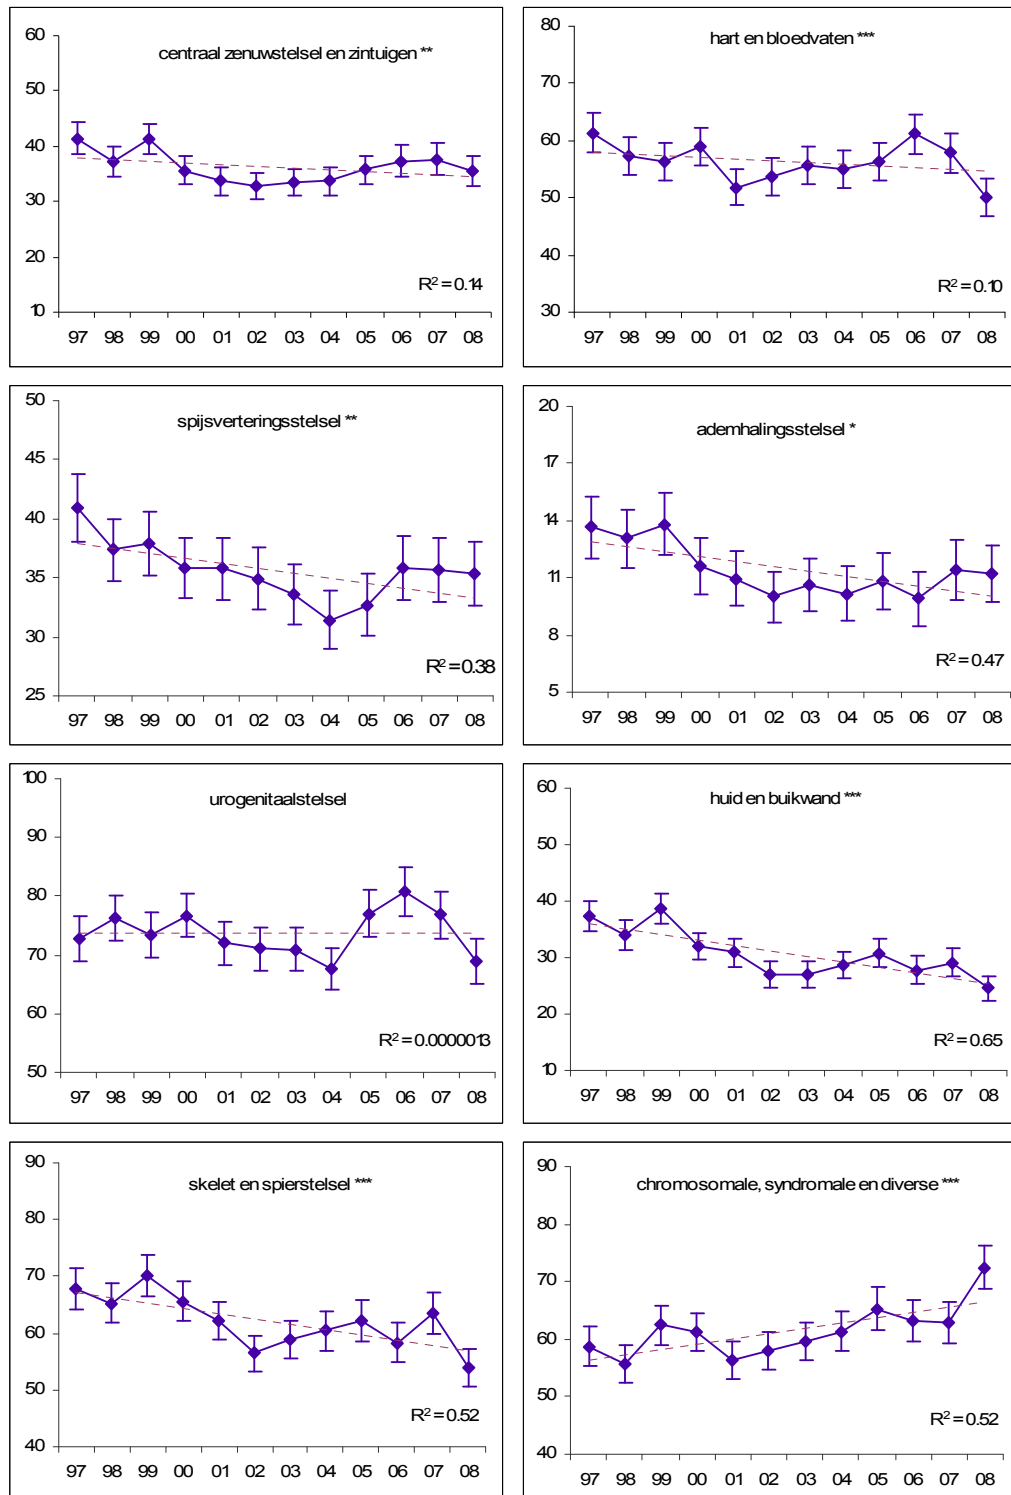 60
centraal zenuwstelsel en zintuigen **
50
40
30
20
R² = 0.14
10
97 98 99 00 01 02 03 04 05 06 07 08
80
hart en bloedvaten ***
70
60
50
40
R² = 0.10
30
97 98 99 00 01 02 03 04 05 06 07 08
50
spijsverteringsstelsel **
45
40
35
30
R² = 0.38
25
97 98 99 00 01 02 03 04 05 06 07 08
20
ademhalingsstelsel *
17
14
11
8
R² = 0.47
5
97 98 99 00 01 02 03 04 05 06 07 08
100
urogenitaalstelsel
90
80
70
60
R² = 0.0000013
50
97 98 99 00 01 02 03 04 05 06 07 08
60
huid en buikwand ***
50
40
30
20
R² = 0.65
10
97 98 99 00 01 02 03 04 05 06 07 08
90
skelet en spierstelsel ***
80
70
60
50
R² = 0.52
40
97 98 99 00 01 02 03 04 05 06 07 08
90
chromosomale, syndromale en diverse ***
80
70
60
50
R² = 0.52
40
97 98 99 00 01 02 03 04 05 06 07 08